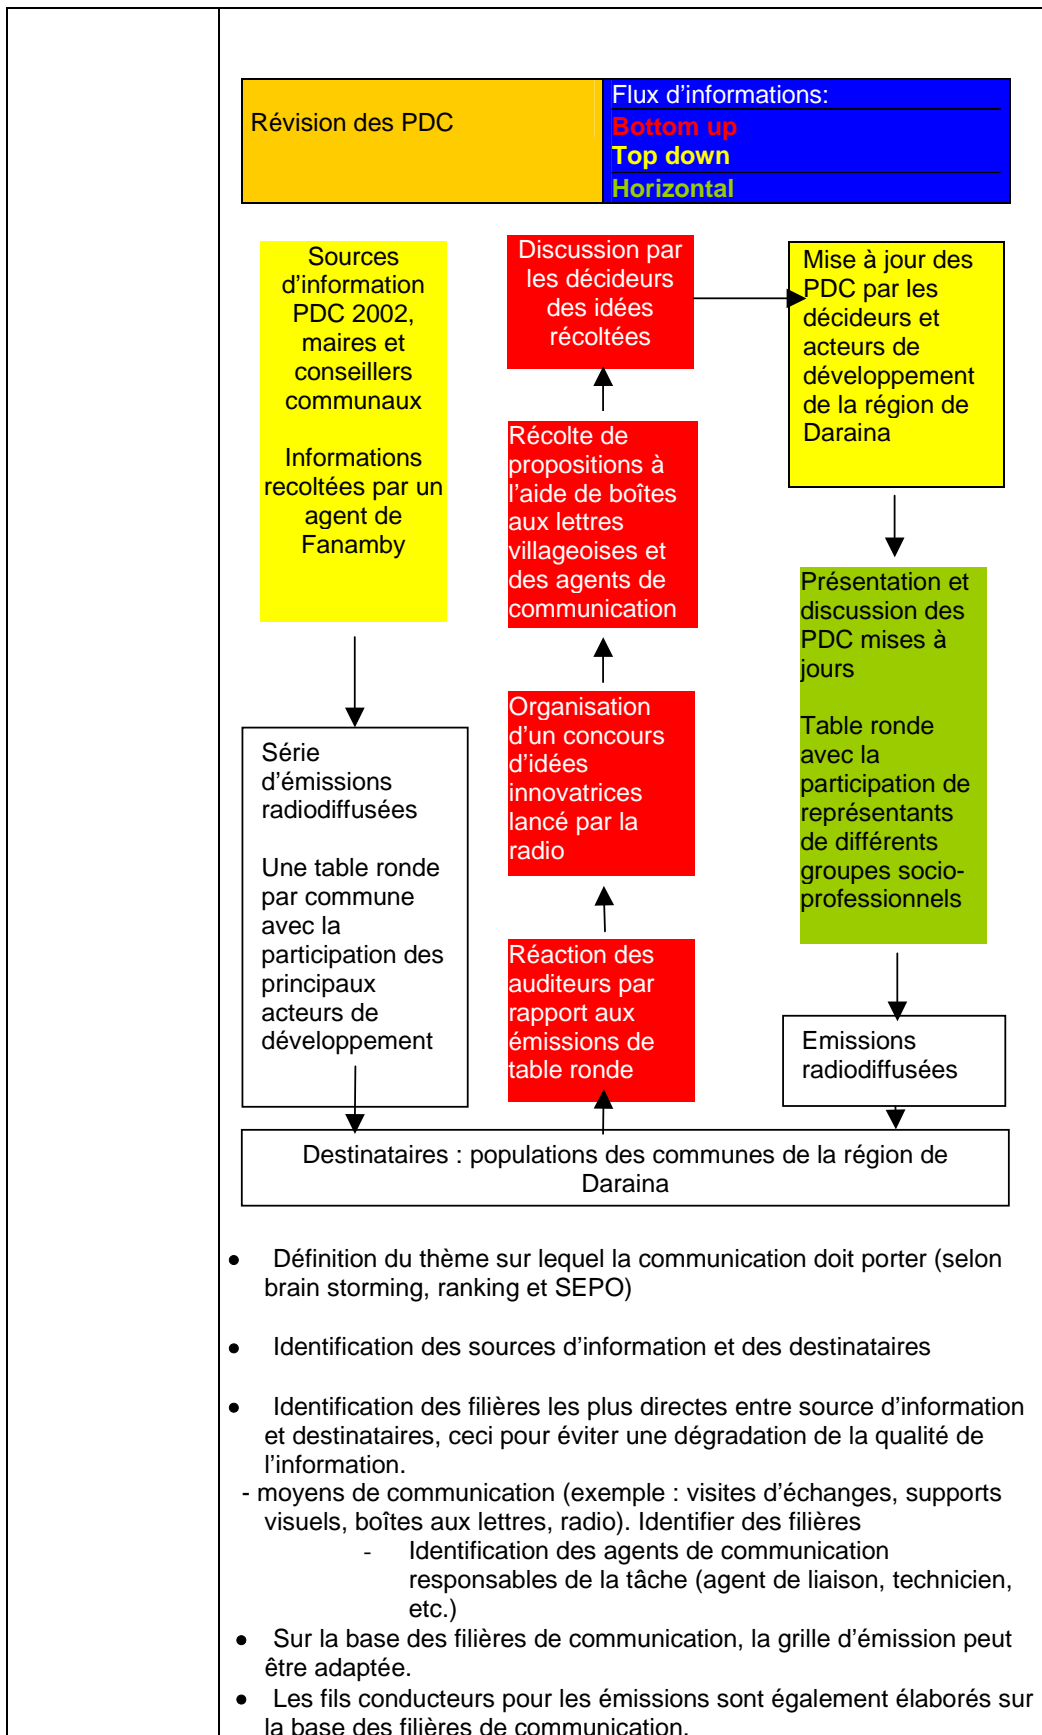 Révision des PDC
Flux d'informations:
Bottom up
Top down
Horizontal
Sources
d'information
PDC 2002,
maires et
conseillers
communaux
Informations
recoltées par un
agent de
Fanamby
Série
d'émissions
radiodiffusées
Une table ronde
par commune
avec la
participation des
principaux
acteurs de
développement
Discussion par
les décideurs
des idées
récoltées
Récolte de
propositions à
l'aide de boîtes
aux lettres
villageoises et
des agents de
communication
Organisation
d'un concours
d'idées
innovatrices
lancé par la
radio
Réaction des
auditeurs par
rapport aux
émissions de
table ronde
Mise à jour des
PDC par les
décideurs et
acteurs de
développement
de la région de
Daraina
Présentation et
discussion des
PDC mises à
jours
Table ronde
avec la
participation de
représentants
de différents
groupes socio-
professionnels
Emissions
radiodiffusées
Destinataires : populations des communes de la région de
Daraina
● Définition du thème sur lequel la communication doit porter (selon
brain storming, ranking et SEPO)
● Identification des sources d'information et des destinataires
● Identification des filières les plus directes entre source d'information
et destinataires, ceci pour éviter une dégradation de la qualité de
l'information.
- moyens de communication (exemple : visites d'échanges, supports
visuels, boîtes aux lettres, radio). Identifier des filières
- Identification des agents de communication
responsables de la tâche (agent de liaison, technicien,
etc.)
● Sur la base des filières de communication, la grille d'émission peut
être adaptée.
● Les fils conducteurs pour les émissions sont également élaborés sur
la base des filières de communication.